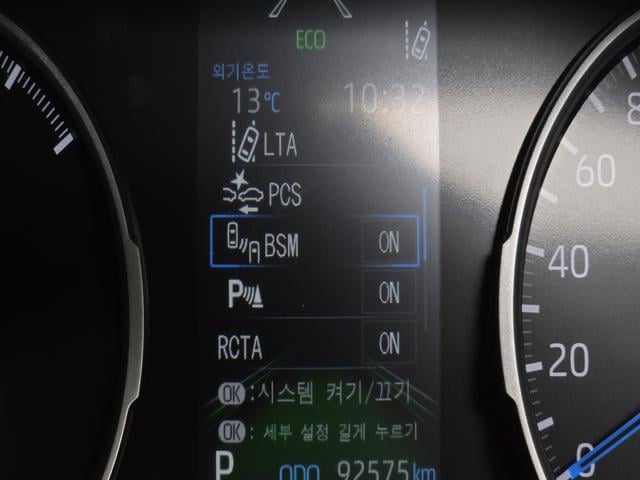 ECO
외기온도
13℃ 10:32
LTA
PCS
BSM ON
P ON
RCTA ON
OK : 시스템 켜기/끄기
OK : 세부 설정 길게 누르기
P ODO 92575km
80
60
40
20
0